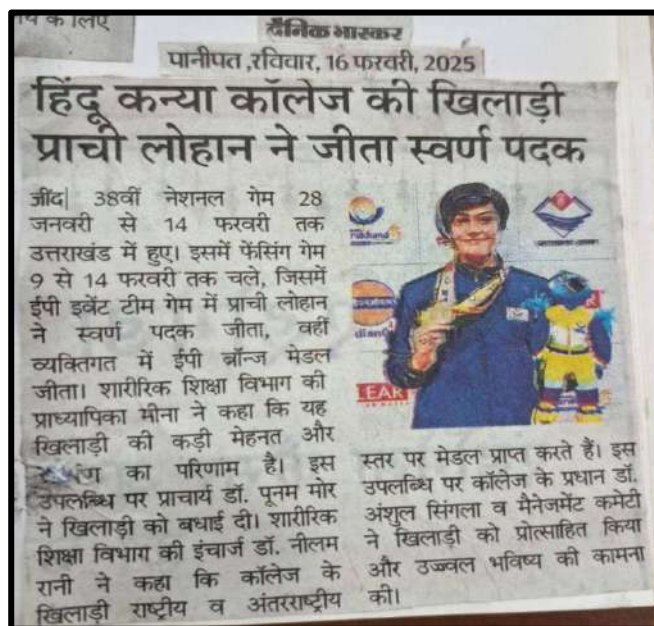 य के लिए
दैनिक भास्कर
पानीपत ,रविवार, 16 फरवरी, 2025
हिंदू कन्या कॉलेज की खिलाड़ी
प्राची लोहान ने जीता स्वर्ण पदक
जींद| 38वीं नेशनल गेम 28
जनवरी से 14 फरवरी तक
उत्तराखंड में हुए। इसमें फेंसिंग गेम
9 से 14 फरवरी तक चले, जिसमें
ईपी इवेंट टीम गेम में प्राची लोहान
ने स्वर्ण पदक जीता, वहीं
व्यक्तिगत में ईपी ब्रॉन्ज मेडल
जीता। शारीरिक शिक्षा विभाग की
प्राध्यापिका मीना ने कहा कि यह
खिलाड़ी की कड़ी मेहनत और
का परिणाम है। इस
उपलब्धि पर प्राचार्य डॉ. पूनम मोर
ने खिलाड़ी को बधाई दी। शारीरिक
शिक्षा विभाग की इंचार्ज डॉ. नीलम
रानी ने कहा कि कॉलेज के
खिलाड़ी राष्ट्रीय व अंतरराष्ट्रीय
स्तर पर मेडल प्राप्त करते हैं। इस
उपलब्धि पर कॉलेज के प्रधान डॉ.
अंशुल सिंगला व मैनेजमेंट कमेटी
ने खिलाड़ी को प्रोत्साहित किया
और उज्ज्वल भविष्य की कामना
की।
LEAR